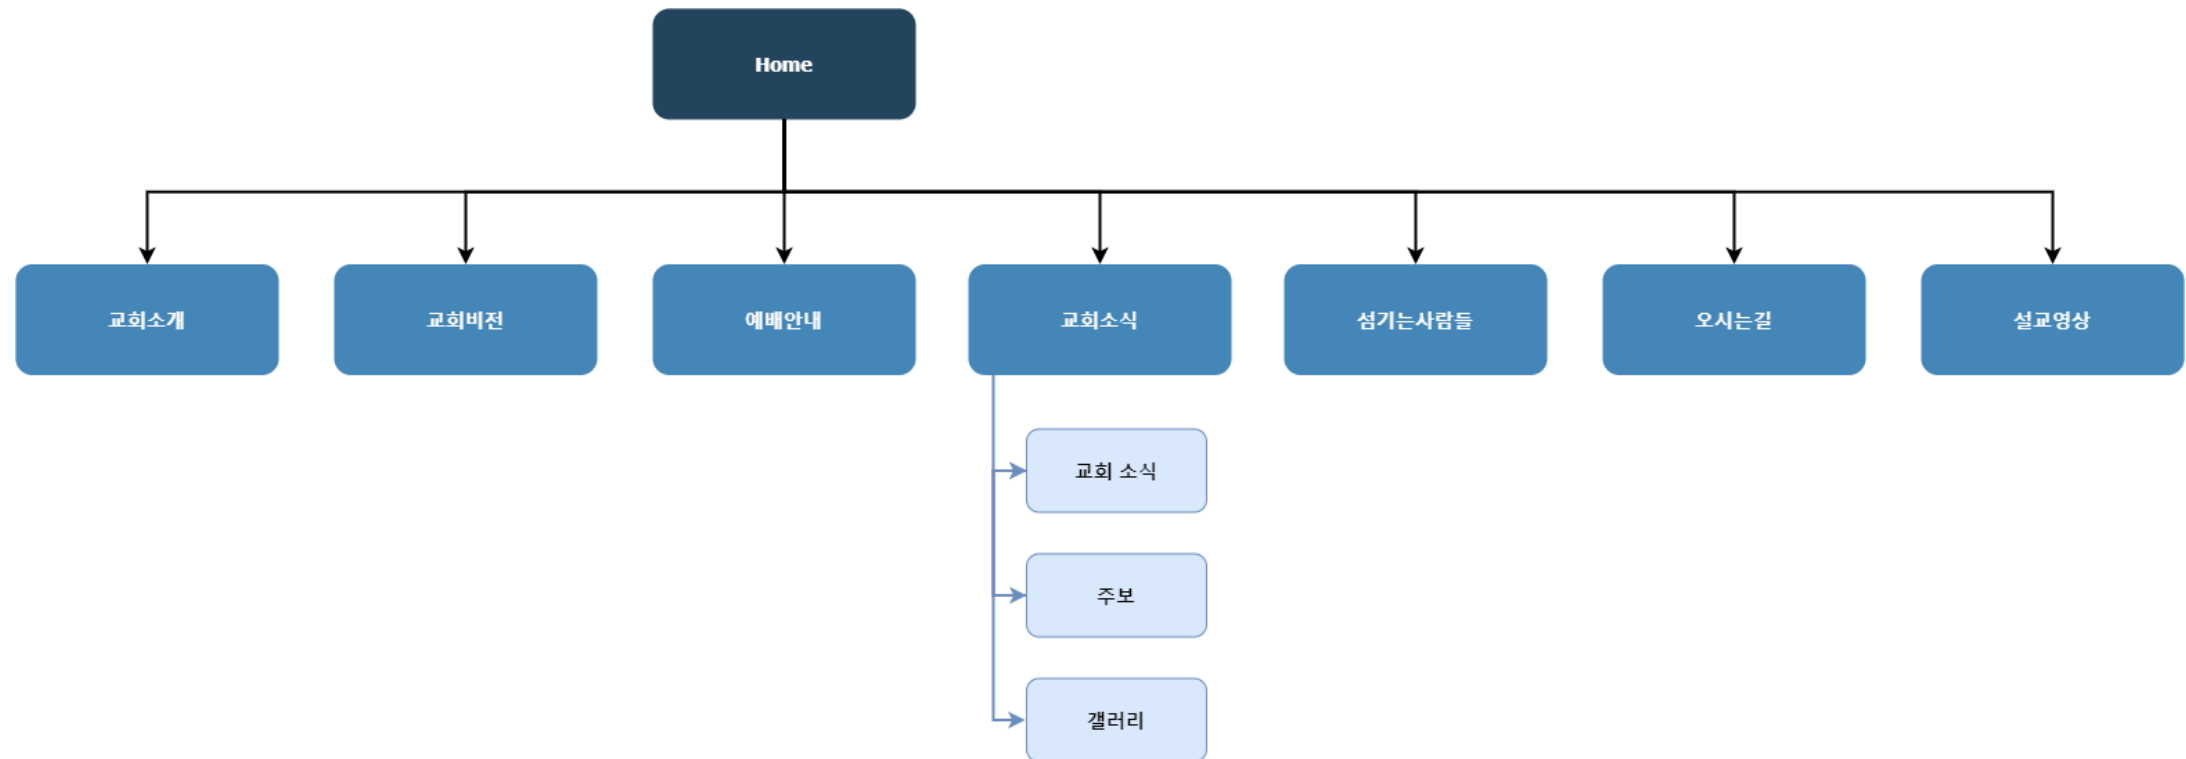 Home
교회소개
교회비전
예배안내
교회소식
섬기는사람들
오시는길
설교영상
교회 소식
주보
갤러리